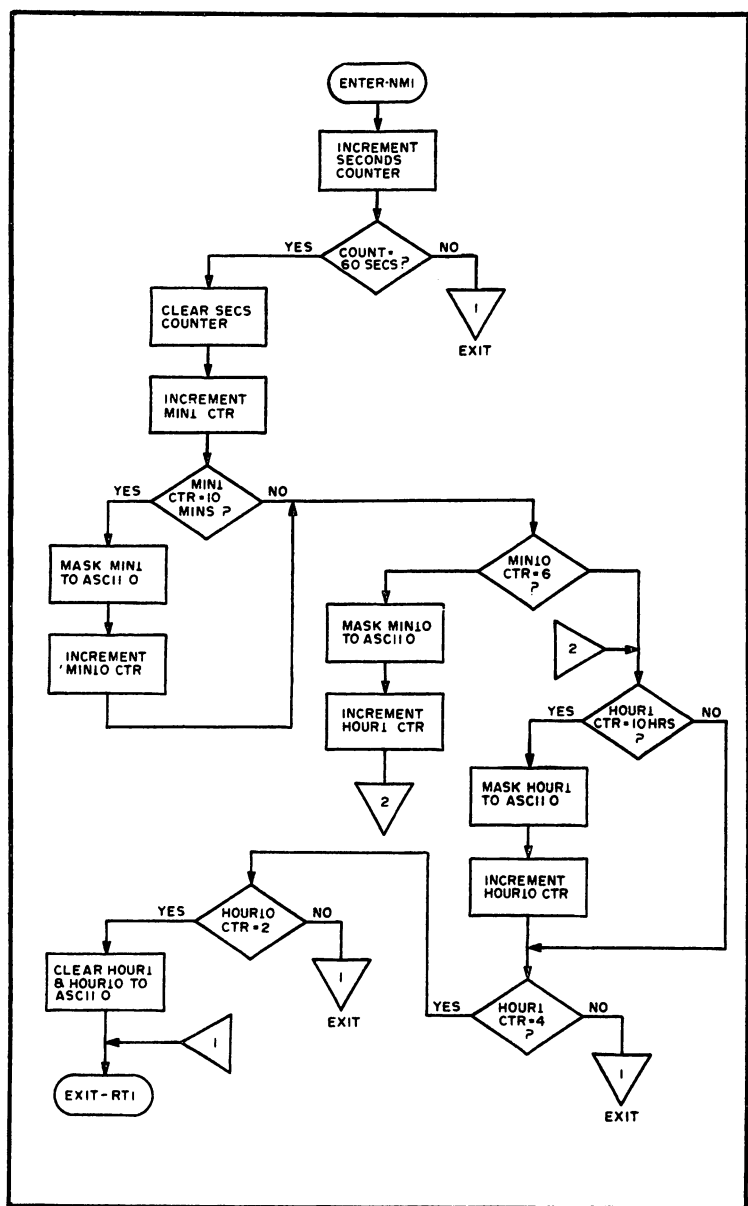 ENTER-NMI
INCREMENT
SECONDS
COUNTER
YES
COUNT=
60 SECS?
NO
CLEAR SECS
COUNTER
1
EXIT
INCREMENT
MIN1 CTR
YES
MIN1
CTR=10
MINS ?
NO
MASK MIN1
TO ASCII 0
MIN10
CTR=6
?
INCREMENT
'MIN10 CTR
MASK MIN10
TO ASCII 0
2
INCREMENT
HOUR1 CTR
YES
HOUR1
CTR=10HRS
?
NO
2
MASK HOUR1
TO ASCII 0
INCREMENT
HOUR10 CTR
YES
HOUR10
CTR=2
NO
CLEAR HOUR1
& HOUR10 TO
ASCII 0
1
EXIT
YES
HOUR1
CTR=4
?
NO
1
1
EXIT
EXIT-RTI